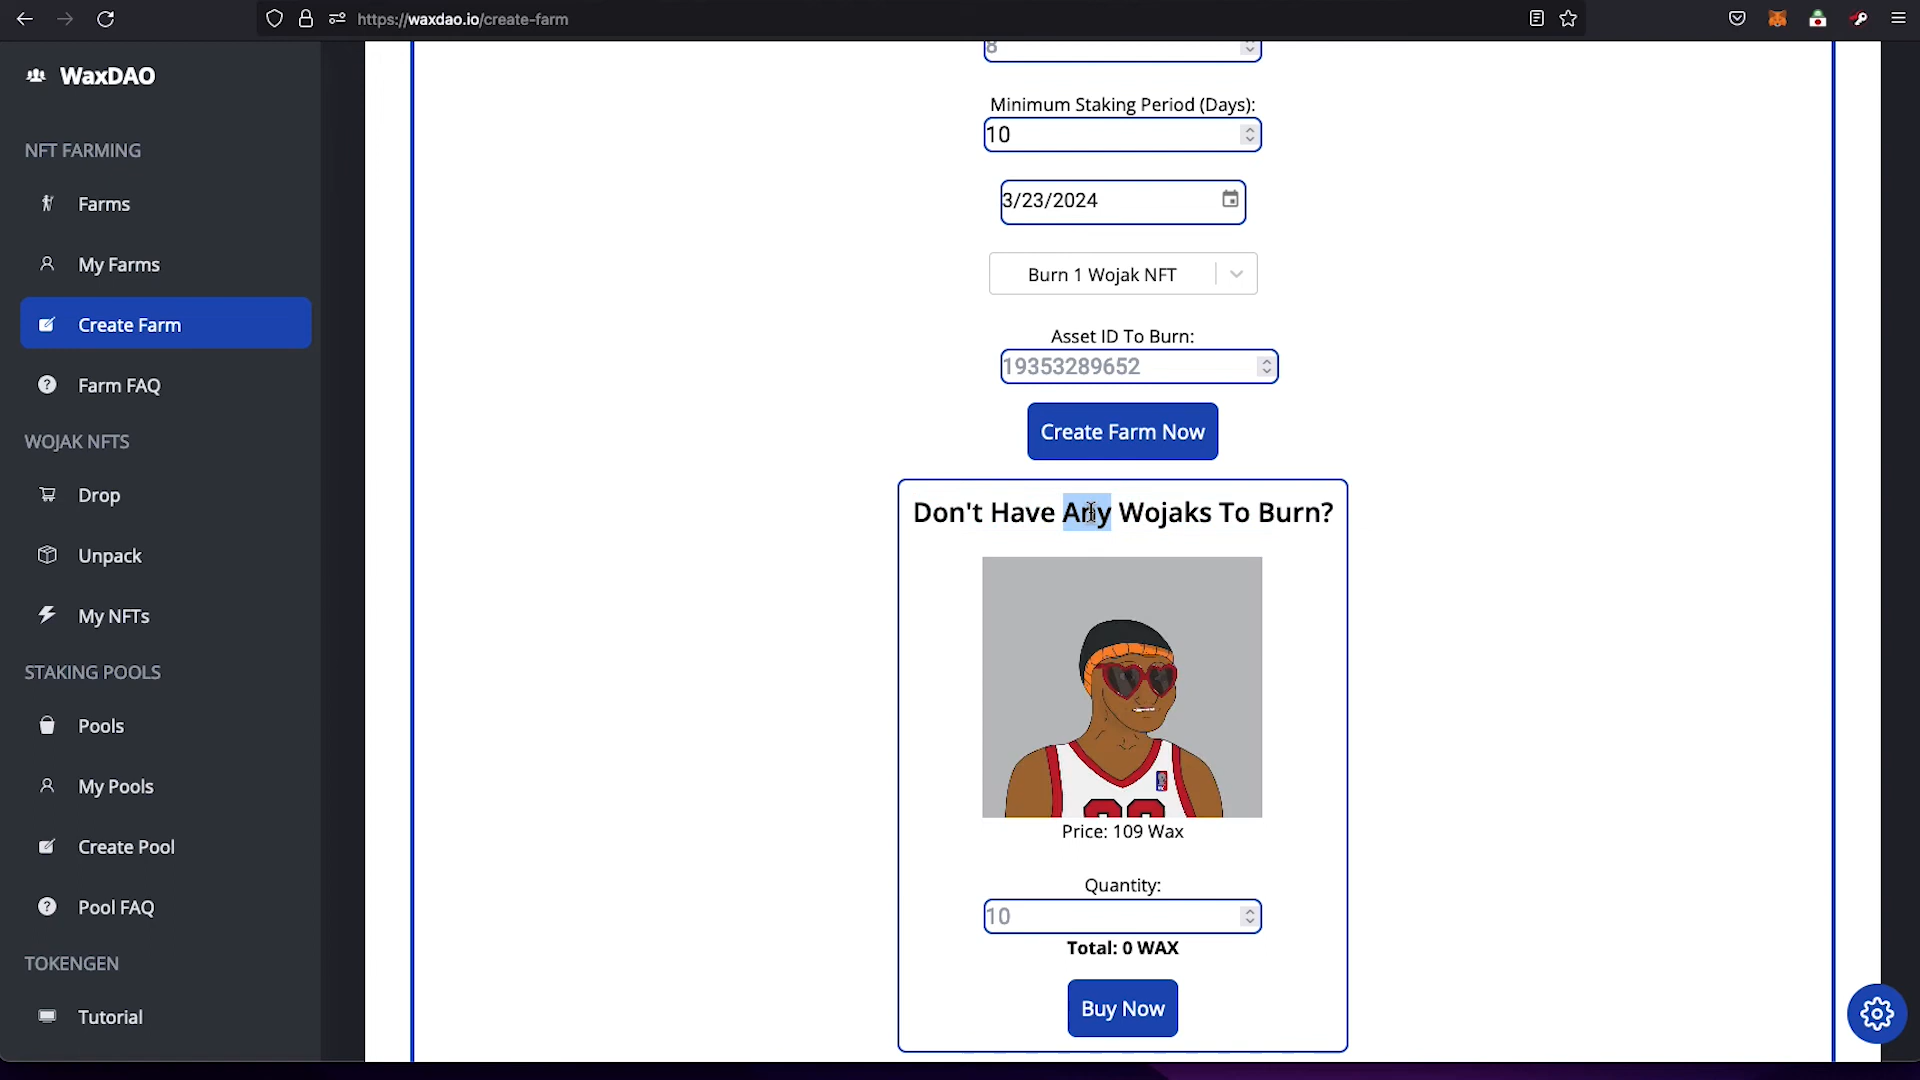 https://waxdao.io/create-farm
WaxDAO
NFT FARMING
Farms
My Farms
Create Farm
Farm FAQ
WOJAK NFTS
Drop
Unpack
My NFTs
STAKING POOLS
Pools
My Pools
Create Pool
Pool FAQ
TOKENGEN
Tutorial
8
Minimum Staking Period (Days):
10
3/23/2024
Burn 1 Wojak NFT
Asset ID To Burn:
19353289652
Create Farm Now
Don't Have Any Wojaks To Burn?
Price: 109 Wax
Quantity:
10
Total: 0 WAX
Buy Now